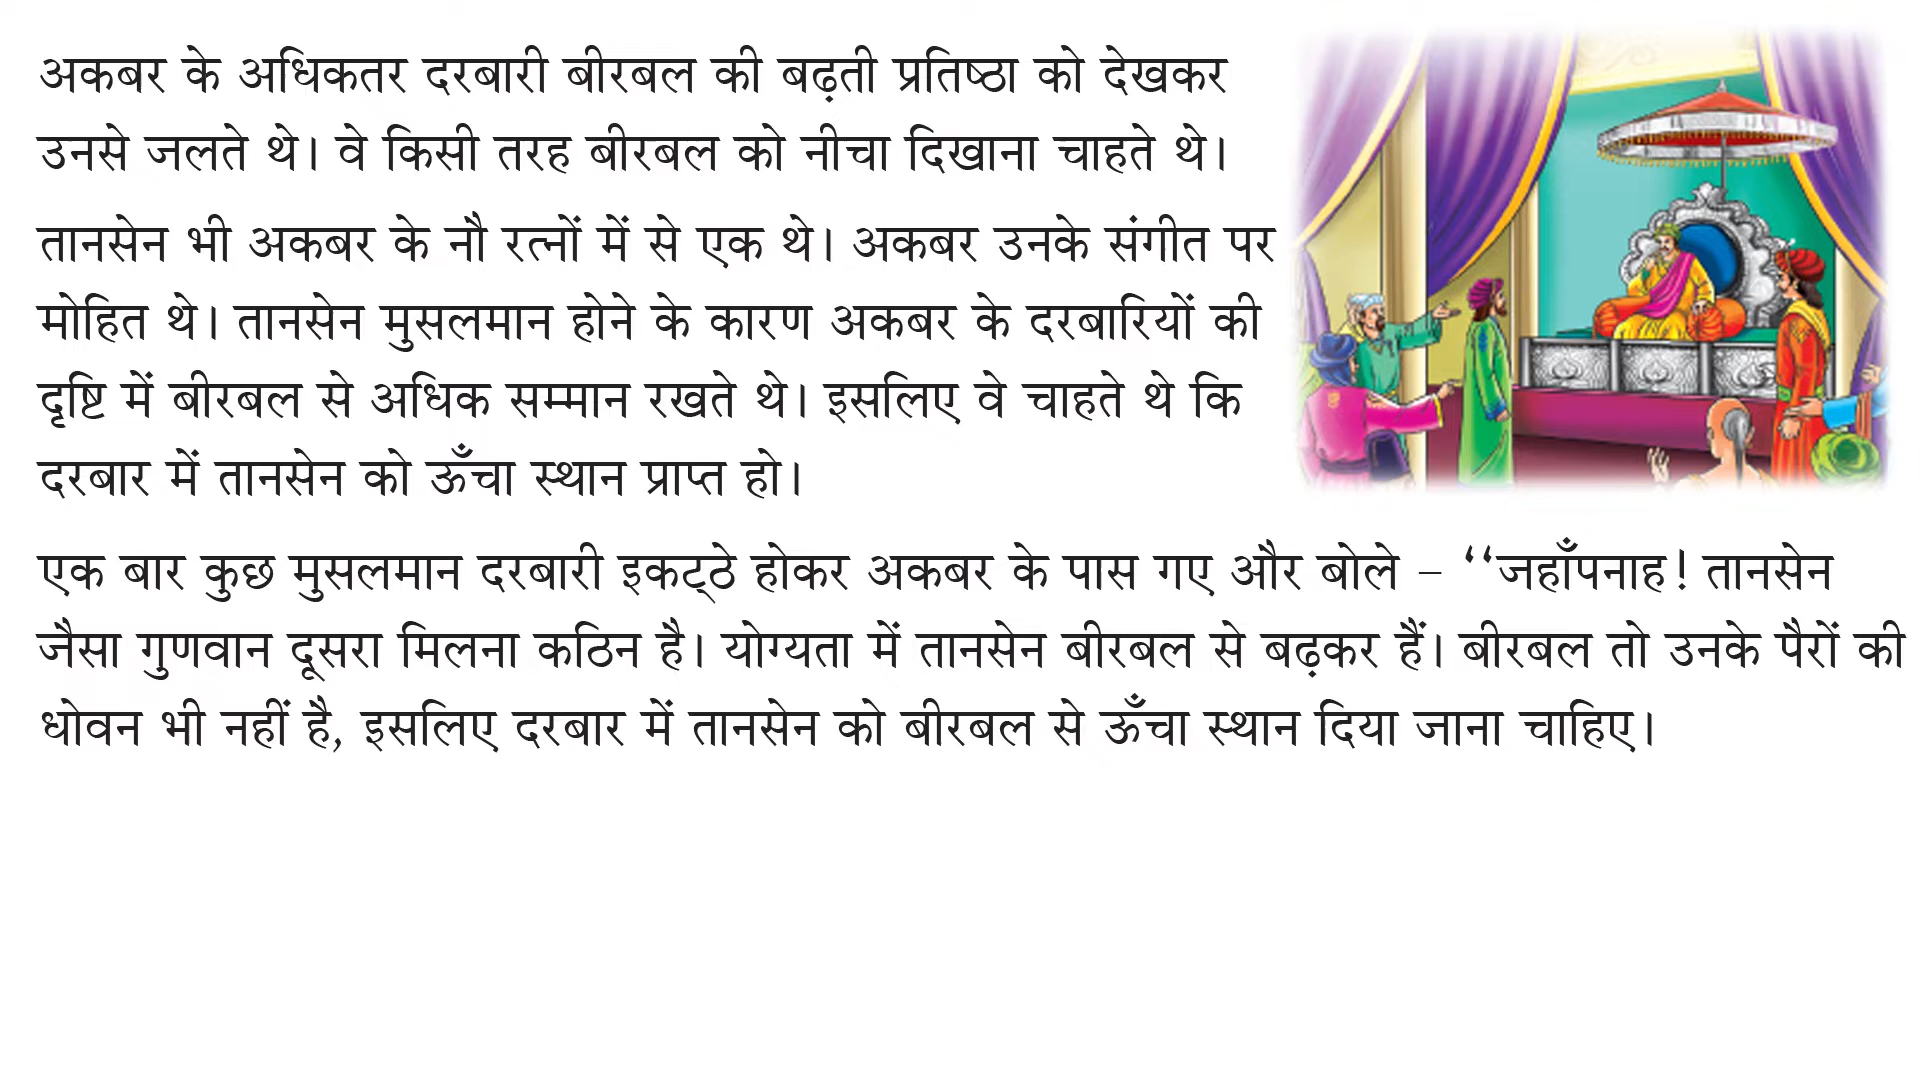 अकबर के अधिकतर दरबारी बीरबल की बढ़ती प्रतिष्ठा को देखकर
उनसे जलते थे। वे किसी तरह बीरबल को नीचा दिखाना चाहते थे।
तानसेन भी अकबर के नौ रत्नों में से एक थे। अकबर उनके संगीत पर
मोहित थे। तानसेन मुसलमान होने के कारण अकबर के दरबारियों की
दृष्टि में बीरबल से अधिक सम्मान रखते थे। इसलिए वे चाहते थे कि
दरबार में तानसेन को ऊँचा स्थान प्राप्त हो।
एक बार कुछ मुसलमान दरबारी इकट्ठे होकर अकबर के पास गए और बोले – ‘‘जहाँपनाह! तानसेन
जैसा गुणवान दूसरा मिलना कठिन है। योग्यता में तानसेन बीरबल से बढ़कर हैं। बीरबल तो उनके पैरों की
धोवन भी नहीं है, इसलिए दरबार में तानसेन को बीरबल से ऊँचा स्थान दिया जाना चाहिए।